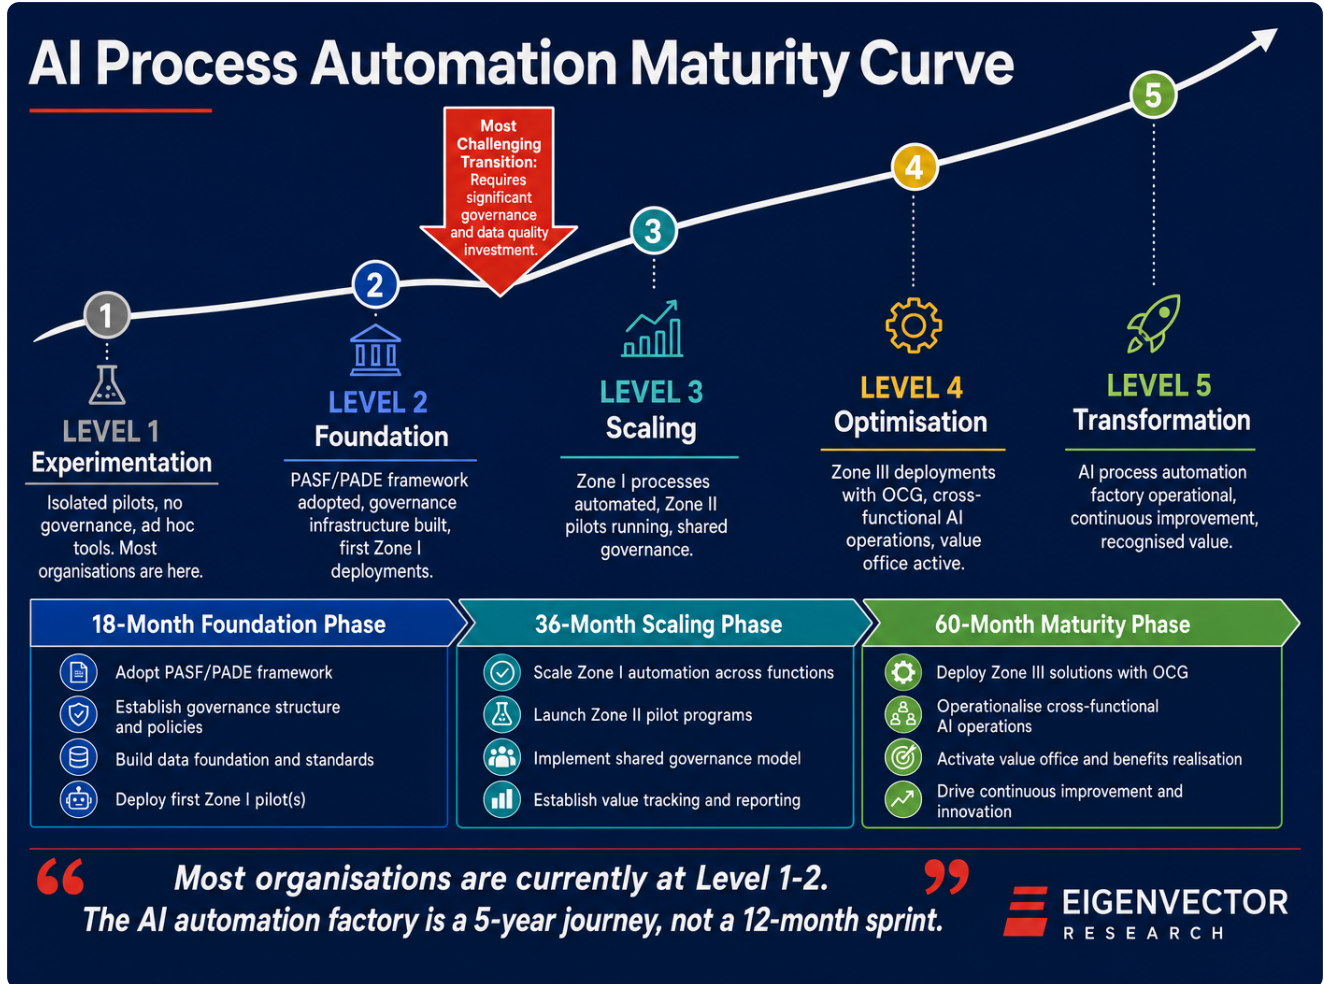 AI Process Automation Maturity Curve
Most
Challenging
Transition:
Requires
significant
governance
and data quality
investment.
1
2
3
4
5
LEVEL 1
Experimentation
Isolated pilots, no
governance, ad hoc
tools. Most
organisations are here.
LEVEL 2
Foundation
PASF/PADE framework
adopted, governance
infrastructure built,
first Zone I
deployments.
LEVEL 3
Scaling
Zone I processes
automated, Zone II
pilots running, shared
governance.
LEVEL 4
Optimisation
Zone III deployments
with OCG, cross-
functional AI
operations, value
office active.
LEVEL 5
Transformation
AI process automation
factory operational,
continuous improvement,
recognised value.
18-Month Foundation Phase
Adopt PASF/PADE framework
Establish governance structure
and policies
Build data foundation and standards
Deploy first Zone I pilot(s)
36-Month Scaling Phase
Scale Zone I automation across functions
Launch Zone II pilot programs
Implement shared governance model
Establish value tracking and reporting
60-Month Maturity Phase
Deploy Zone III solutions with OCG
Operationalise cross-functional
AI operations
Activate value office and benefits realisation
Drive continuous improvement and
innovation
“Most organisations are currently at Level 1-2.”
The AI automation factory is a 5-year journey, not a 12-month sprint.
EIGENVECTOR
RESEARCH